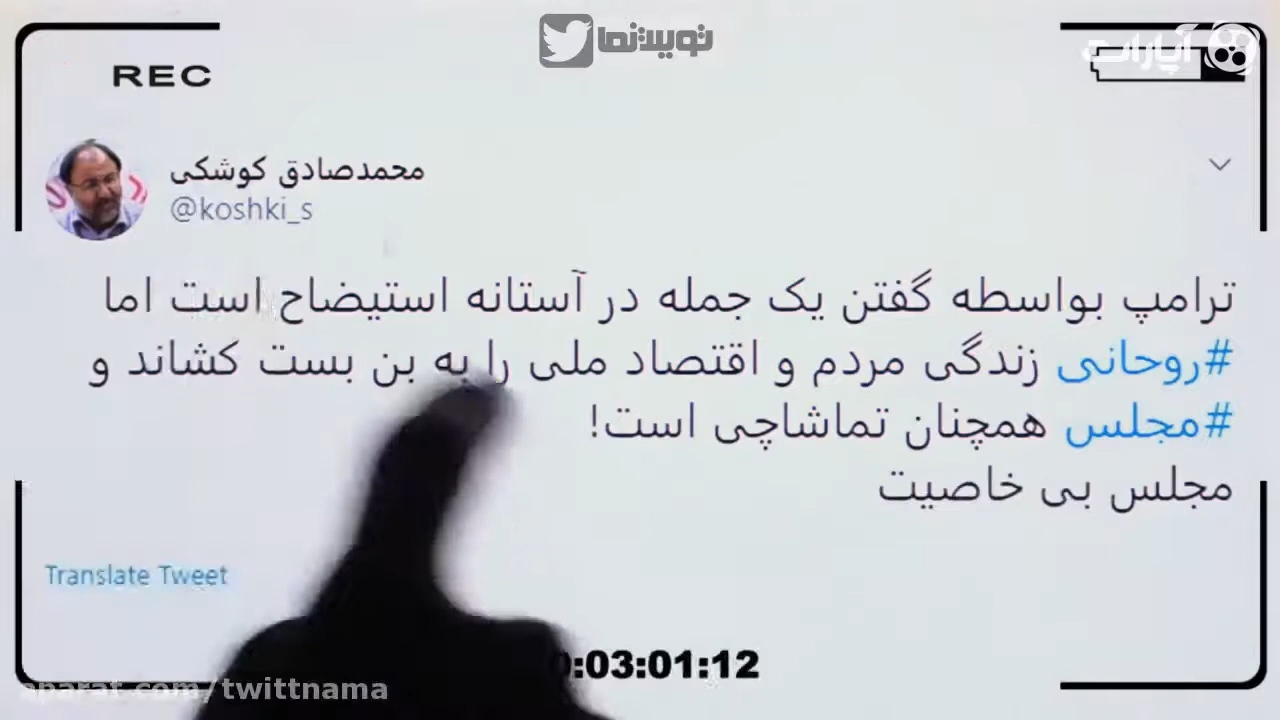 توییت‌نما
REC
آپارات
محمدصادق کوشکی
@koshki_s
ترامپ بواسطه گفتن یک جمله در آستانه استیضاح است اما
#روحانی زندگی مردم و اقتصاد ملی را به بن بست کشاند و
#مجلس همچنان تماشاچی است!
مجلس بی خاصیت
Translate Tweet
0:03:01:12
aparat.com/twittnama